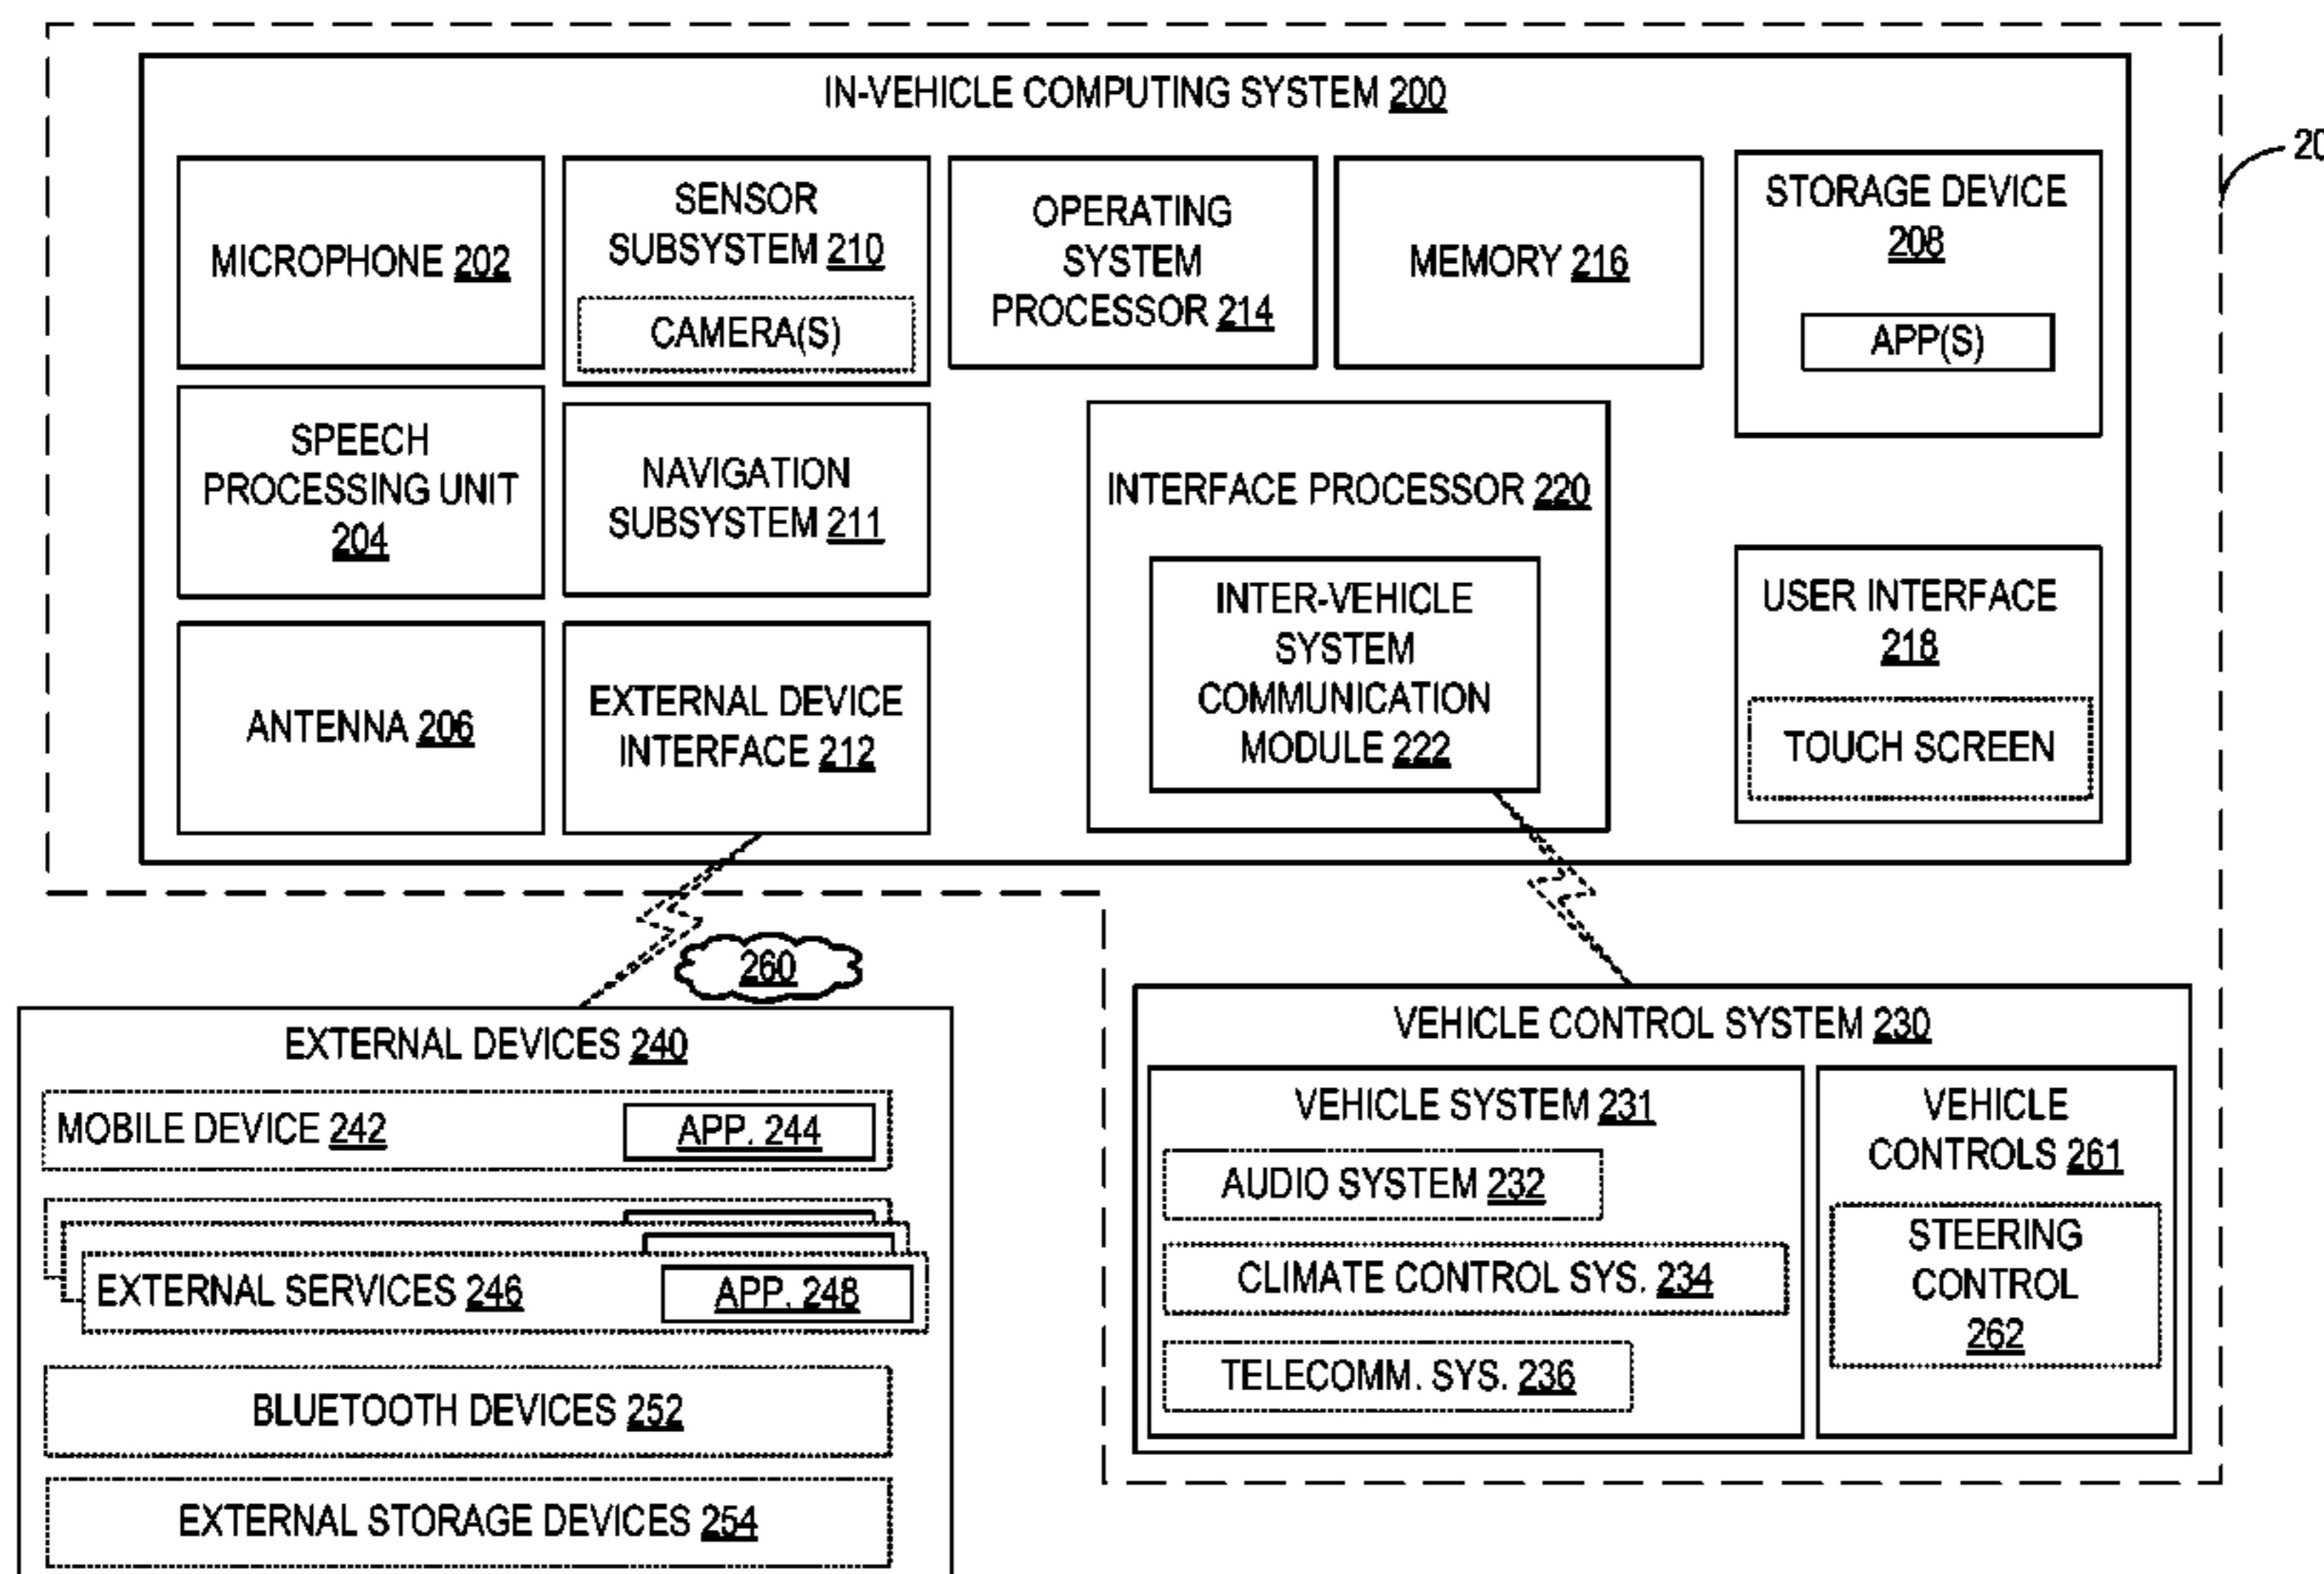 IN-VEHICLE COMPUTING SYSTEM 200
20
MICROPHONE 202
SENSOR
SUBSYSTEM 210
CAMERA(S)
OPERATING
SYSTEM
PROCESSOR 214
MEMORY 216
STORAGE DEVICE
208
APP(S)
SPEECH
PROCESSING UNIT
204
NAVIGATION
SUBSYSTEM 211
INTERFACE PROCESSOR 220
INTER-VEHICLE
SYSTEM
COMMUNICATION
MODULE 222
USER INTERFACE
218
TOUCH SCREEN
ANTENNA 206
EXTERNAL DEVICE
INTERFACE 212
260
EXTERNAL DEVICES 240
MOBILE DEVICE 242
APP. 244
EXTERNAL SERVICES 246
APP. 248
BLUETOOTH DEVICES 252
EXTERNAL STORAGE DEVICES 254
VEHICLE CONTROL SYSTEM 230
VEHICLE SYSTEM 231
AUDIO SYSTEM 232
CLIMATE CONTROL SYS. 234
TELECOMM. SYS. 236
VEHICLE
CONTROLS 261
STEERING
CONTROL
262